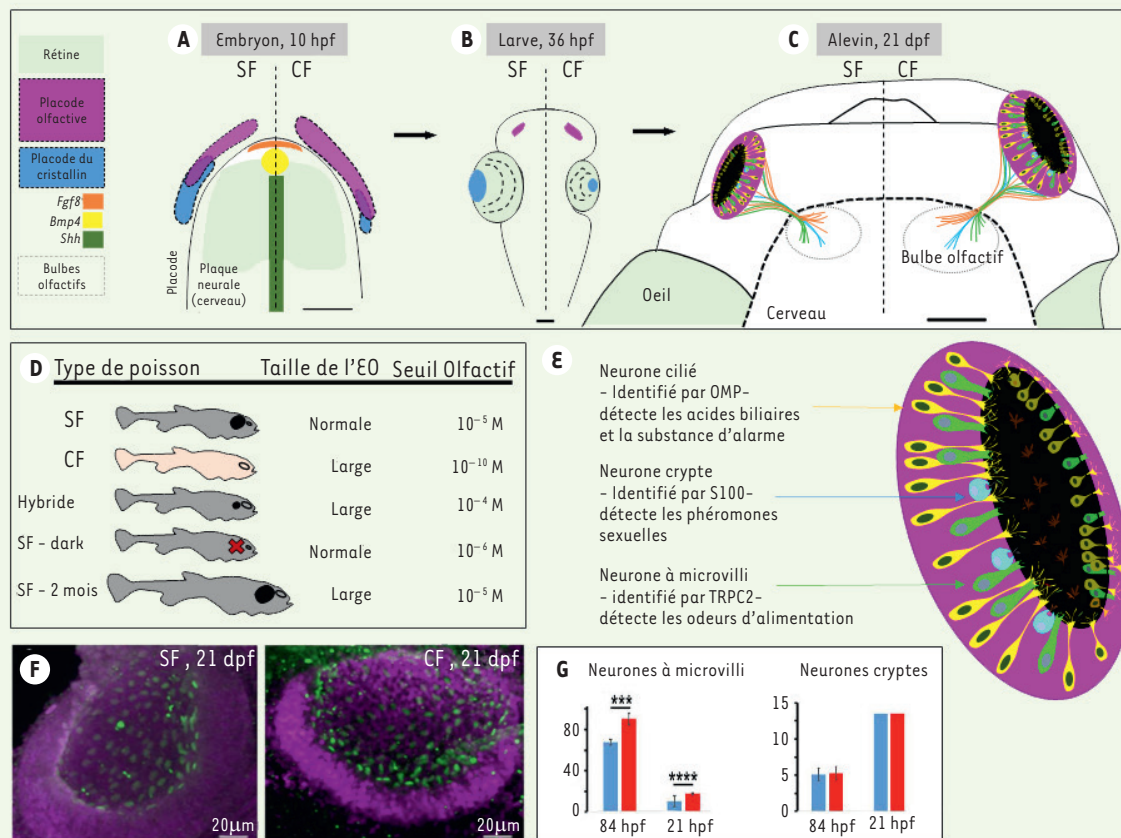 Rétine
Placode
olfactive
Placode du
cristallin
Fgf8
Bmp4
Shh
Bulbes
olfactifs
A
Embryon, 10 hpf
SF
CF
Placode
Plaque
neurale
(cerveau)
B
Larve, 36 hpf
SF
CF
C
Alevin, 21 dpf
SF
CF
Bulbe olfactif
Oeil
Cerveau
D
Type de poisson Taille de l'EO Seuil Olfactif
SF Normale 10⁻⁵ M
CF Large 10⁻¹⁰ M
Hybride Large 10⁻⁴ M
SF – dark Normale 10⁻⁶ M
SF – 2 mois Large 10⁻⁵ M
E
Neurone cilié
– Identifié par OMP–
détecte les acides biliaires
et la substance d'alarme
Neurone crypte
– Identifié par S100–
détecte les phéromones
sexuelles
Neurone à microvilli
– identifié par TRPC2–
détecte les odeurs d'alimentation
F
SF, 21 dpf
20μm
CF, 21 dpf
20μm
G
Neurones à microvilli
***
****
80
40
0
84 hpf
21 hpf
Neurones cryptes
15
10
5
0
84 hpf
21 hpf